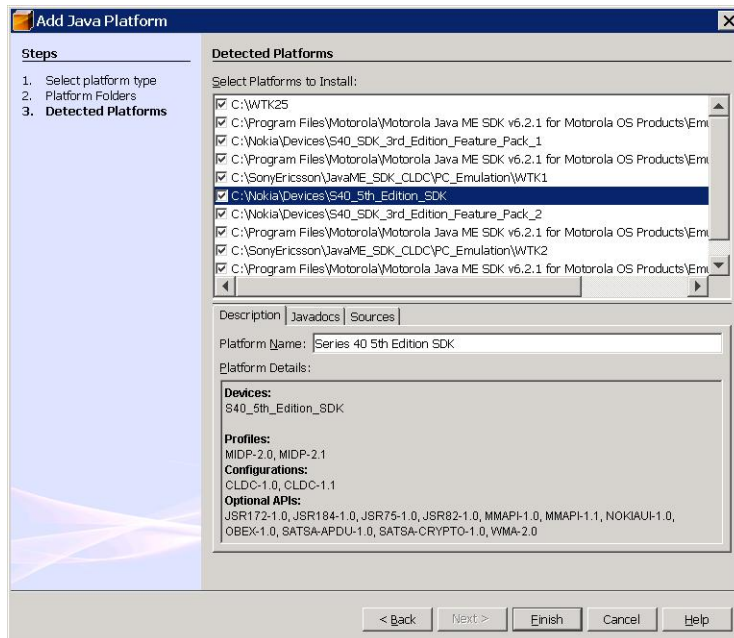 Add Java Platform
Steps
1. Select platform type
2. Platform Folders
3. Detected Platforms
Detected Platforms
Select Platforms to Install:
C:\WTK25
C:\Program Files\Motorola\Motorola Java ME SDK v6.2.1 for Motorola OS Products\Emu
C:\Nokia\Devices\S40_SDK_3rd_Edition_Feature_Pack_1
C:\Program Files\Motorola\Motorola Java ME SDK v6.2.1 for Motorola OS Products\Emu
C:\SonyEricsson\JavaME_SDK_CLDC\PC_Emulation\WTK1
C:\Nokia\Devices\S40_5th_Edition_SDK
C:\Nokia\Devices\S40_SDK_3rd_Edition_Feature_Pack_2
C:\Program Files\Motorola\Motorola Java ME SDK v6.2.1 for Motorola OS Products\Emu
C:\SonyEricsson\JavaME_SDK_CLDC\PC_Emulation\WTK2
C:\Program Files\Motorola\Motorola Java ME SDK v6.2.1 for Motorola OS Products\Emu
Description Javadocs Sources
Platform Name: Series 40 5th Edition SDK
Platform Details:
Devices:
S40_5th_Edition_SDK
Profiles:
MIDP-2.0, MIDP-2.1
Configurations:
CLDC-1.0, CLDC-1.1
Optional APIs:
JSR172-1.0, JSR184-1.0, JSR75-1.0, JSR82-1.0, MMAPI-1.0, MMAPI-1.1, NOKIAUI-1.0,
OBEX-1.0, SATSA-APDU-1.0, SATSA-CRYPTO-1.0, WMA-2.0
< Back Next > Finish Cancel Help